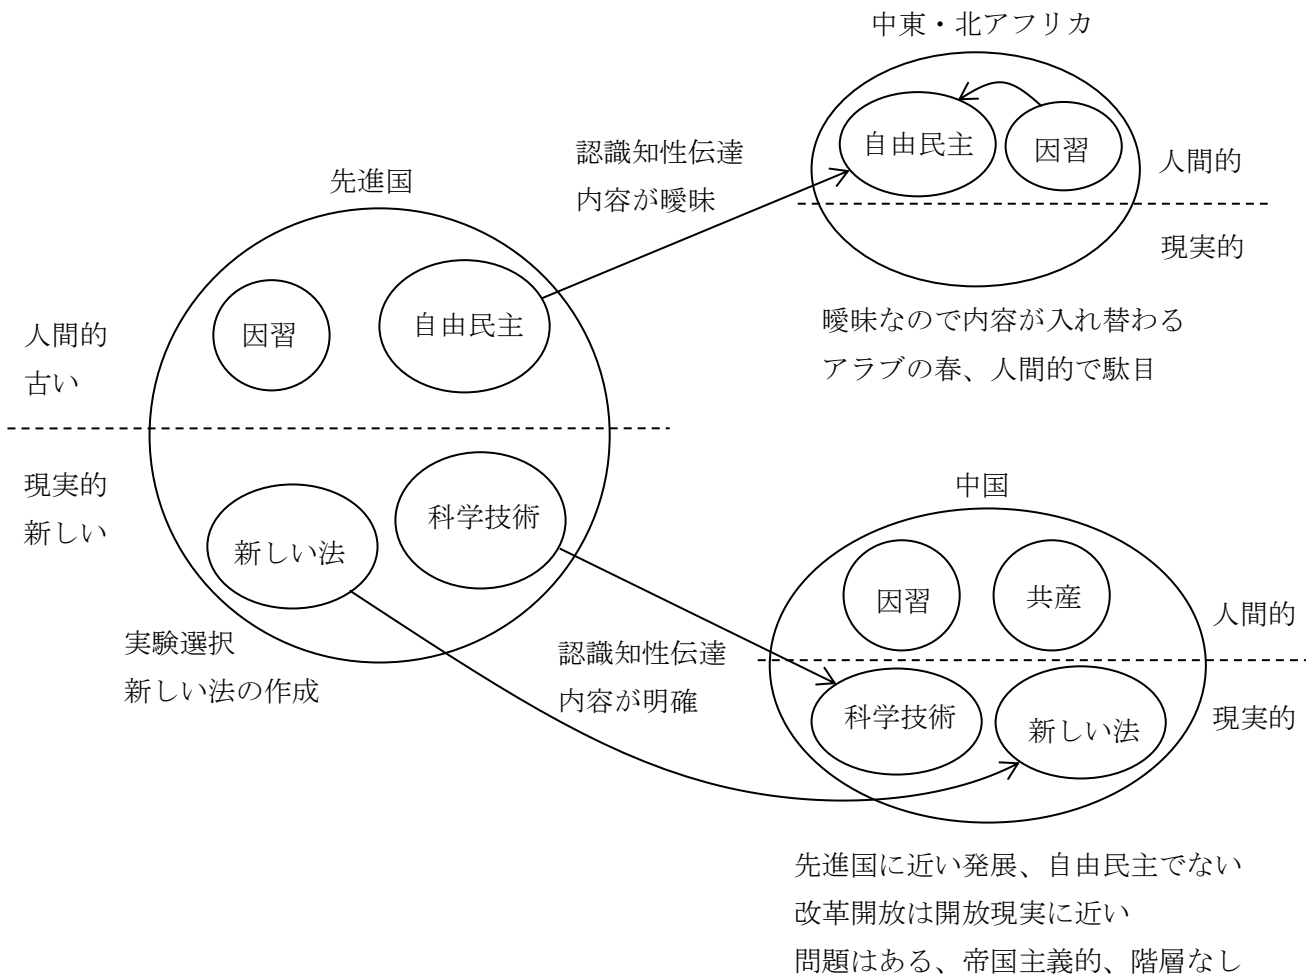 中東・北アフリカ
自由民主
因習
人間的
現実的
認識知性伝達
内容が曖昧
曖昧なので内容が入れ替わる
アラブの春、人間的で駄目
先進国
因習
自由民主
人間的
古い
現実的
新しい
新しい法
科学技術
実験選択
新しい法の作成
認識知性伝達
内容が明確
中国
因習
共産
人間的
科学技術
新しい法
現実的
先進国に近い発展、自由民主でない
改革開放は開放現実に近い
問題はある、帝国主義的、階層なし